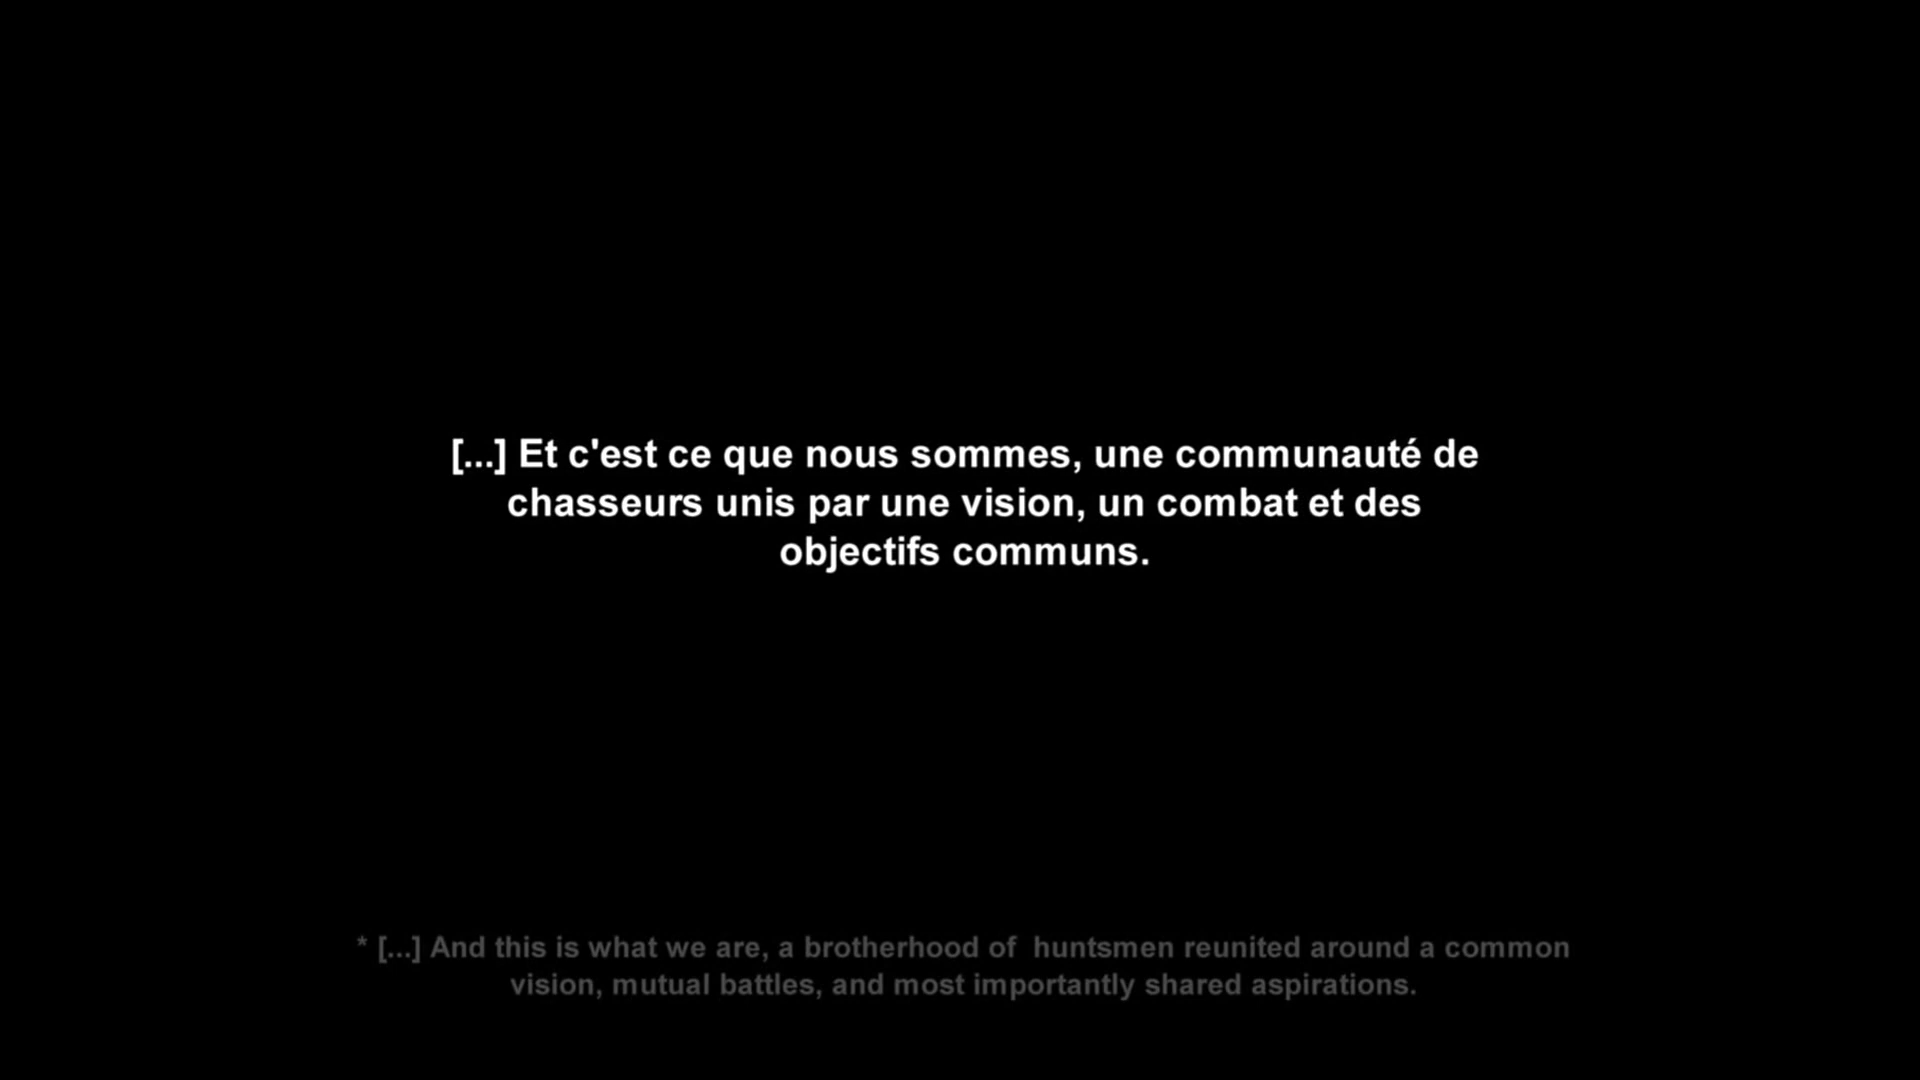 [...] Et c'est ce que nous sommes, une communauté de
chasseurs unis par une vision, un combat et des
objectifs communs.
* [...] And this is what we are, a brotherhood of  huntsmen reunited around a common
vision, mutual battles, and most importantly shared aspirations.